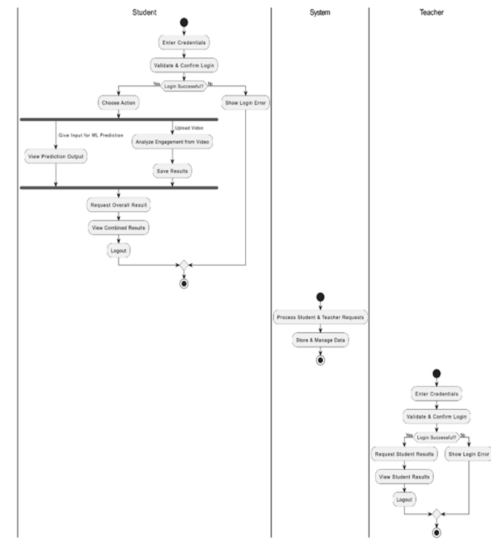 Student
System
Teacher
Enter Credentials
Validate & Confirm Login
Yes
Login Successful?
No
Choose Action
Show Login Error
Give Input for ML Prediction
Upload Video
View Prediction Output
Analyze Engagement from Video
Save Results
Request Overall Result
View Combined Results
Logout
Process Student & Teacher Requests
Store & Manage Data
Enter Credentials
Validate & Confirm Login
Yes
Login Successful?
No
Request Student Results
Show Login Error
View Student Results
Logout